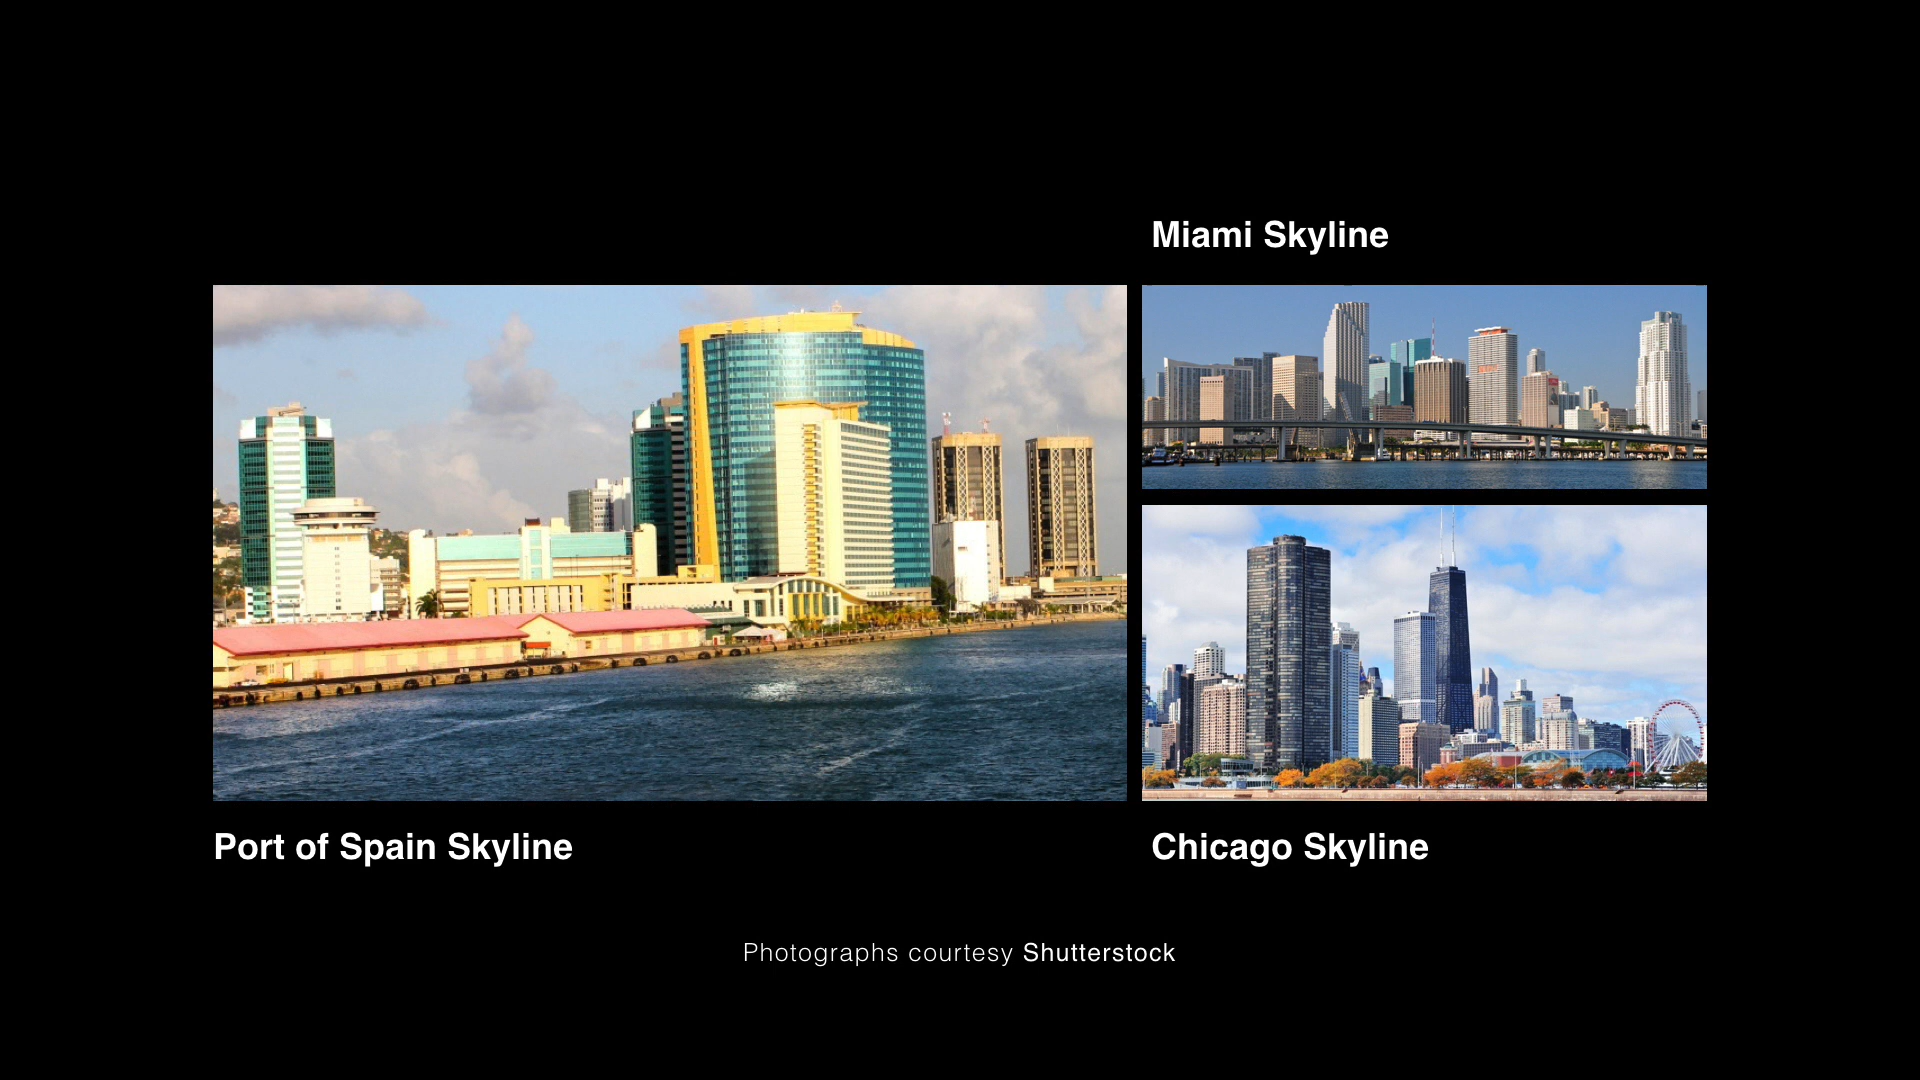 Miami Skyline
Port of Spain Skyline
Chicago Skyline
Photographs courtesy Shutterstock